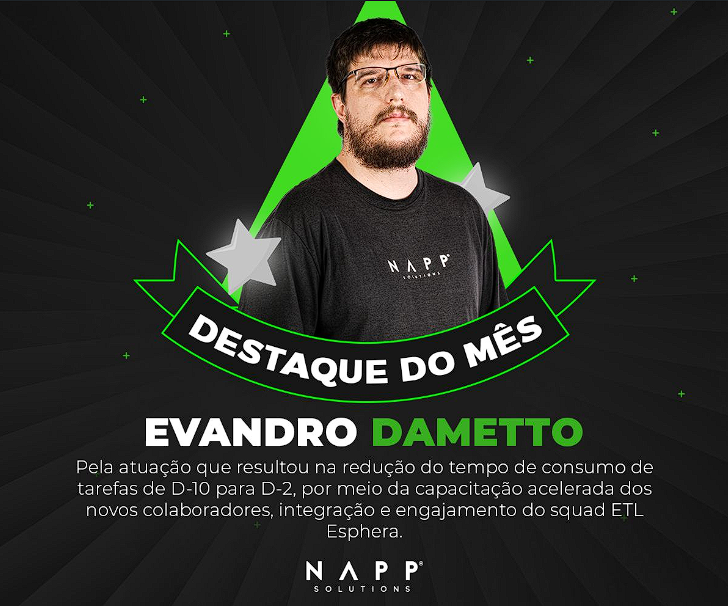 NAPP®
SOLUTIONS
DESTAQUE DO MÊS
EVANDRO DAMETTO
Pela atuação que resultou na redução do tempo de consumo de
tarefas de D-10 para D-2, por meio da capacitação acelerada dos
novos colaboradores, integração e engajamento do squad ETL
Esphera.
NAPP®
SOLUTIONS